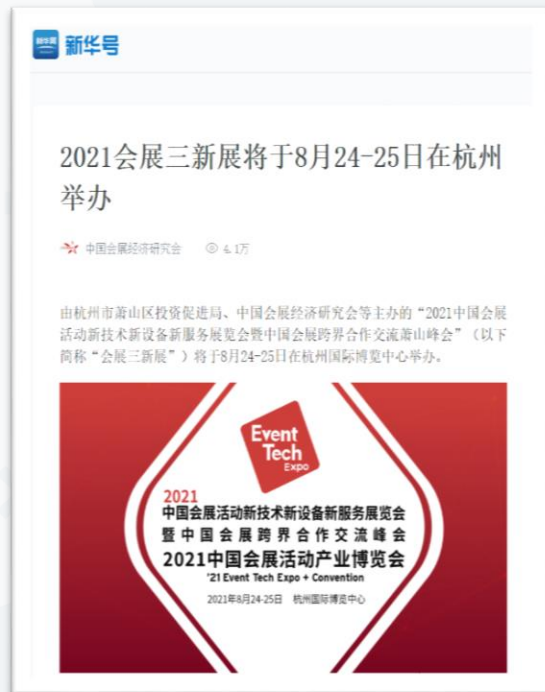 新华号
2021会展三新展将于8月24-25日在杭州
举办
中国会展经济研究会 4.1万
由杭州市萧山区投资促进局、中国会展经济研究会等主办的“2021中国会展
活动新技术新设备新服务展览会暨中国会展跨界合作交流萧山峰会”（以下
简称“会展三新展”）将于8月24-25日在杭州国际博览中心举办。
Event
Tech
Expo
2021
中国会展活动新技术新设备新服务展览会
暨中国会展跨界合作交流峰会
2021中国会展活动产业博览会
'21 Event Tech Expo + Convention
2021年8月24-25日 杭州国际博览中心